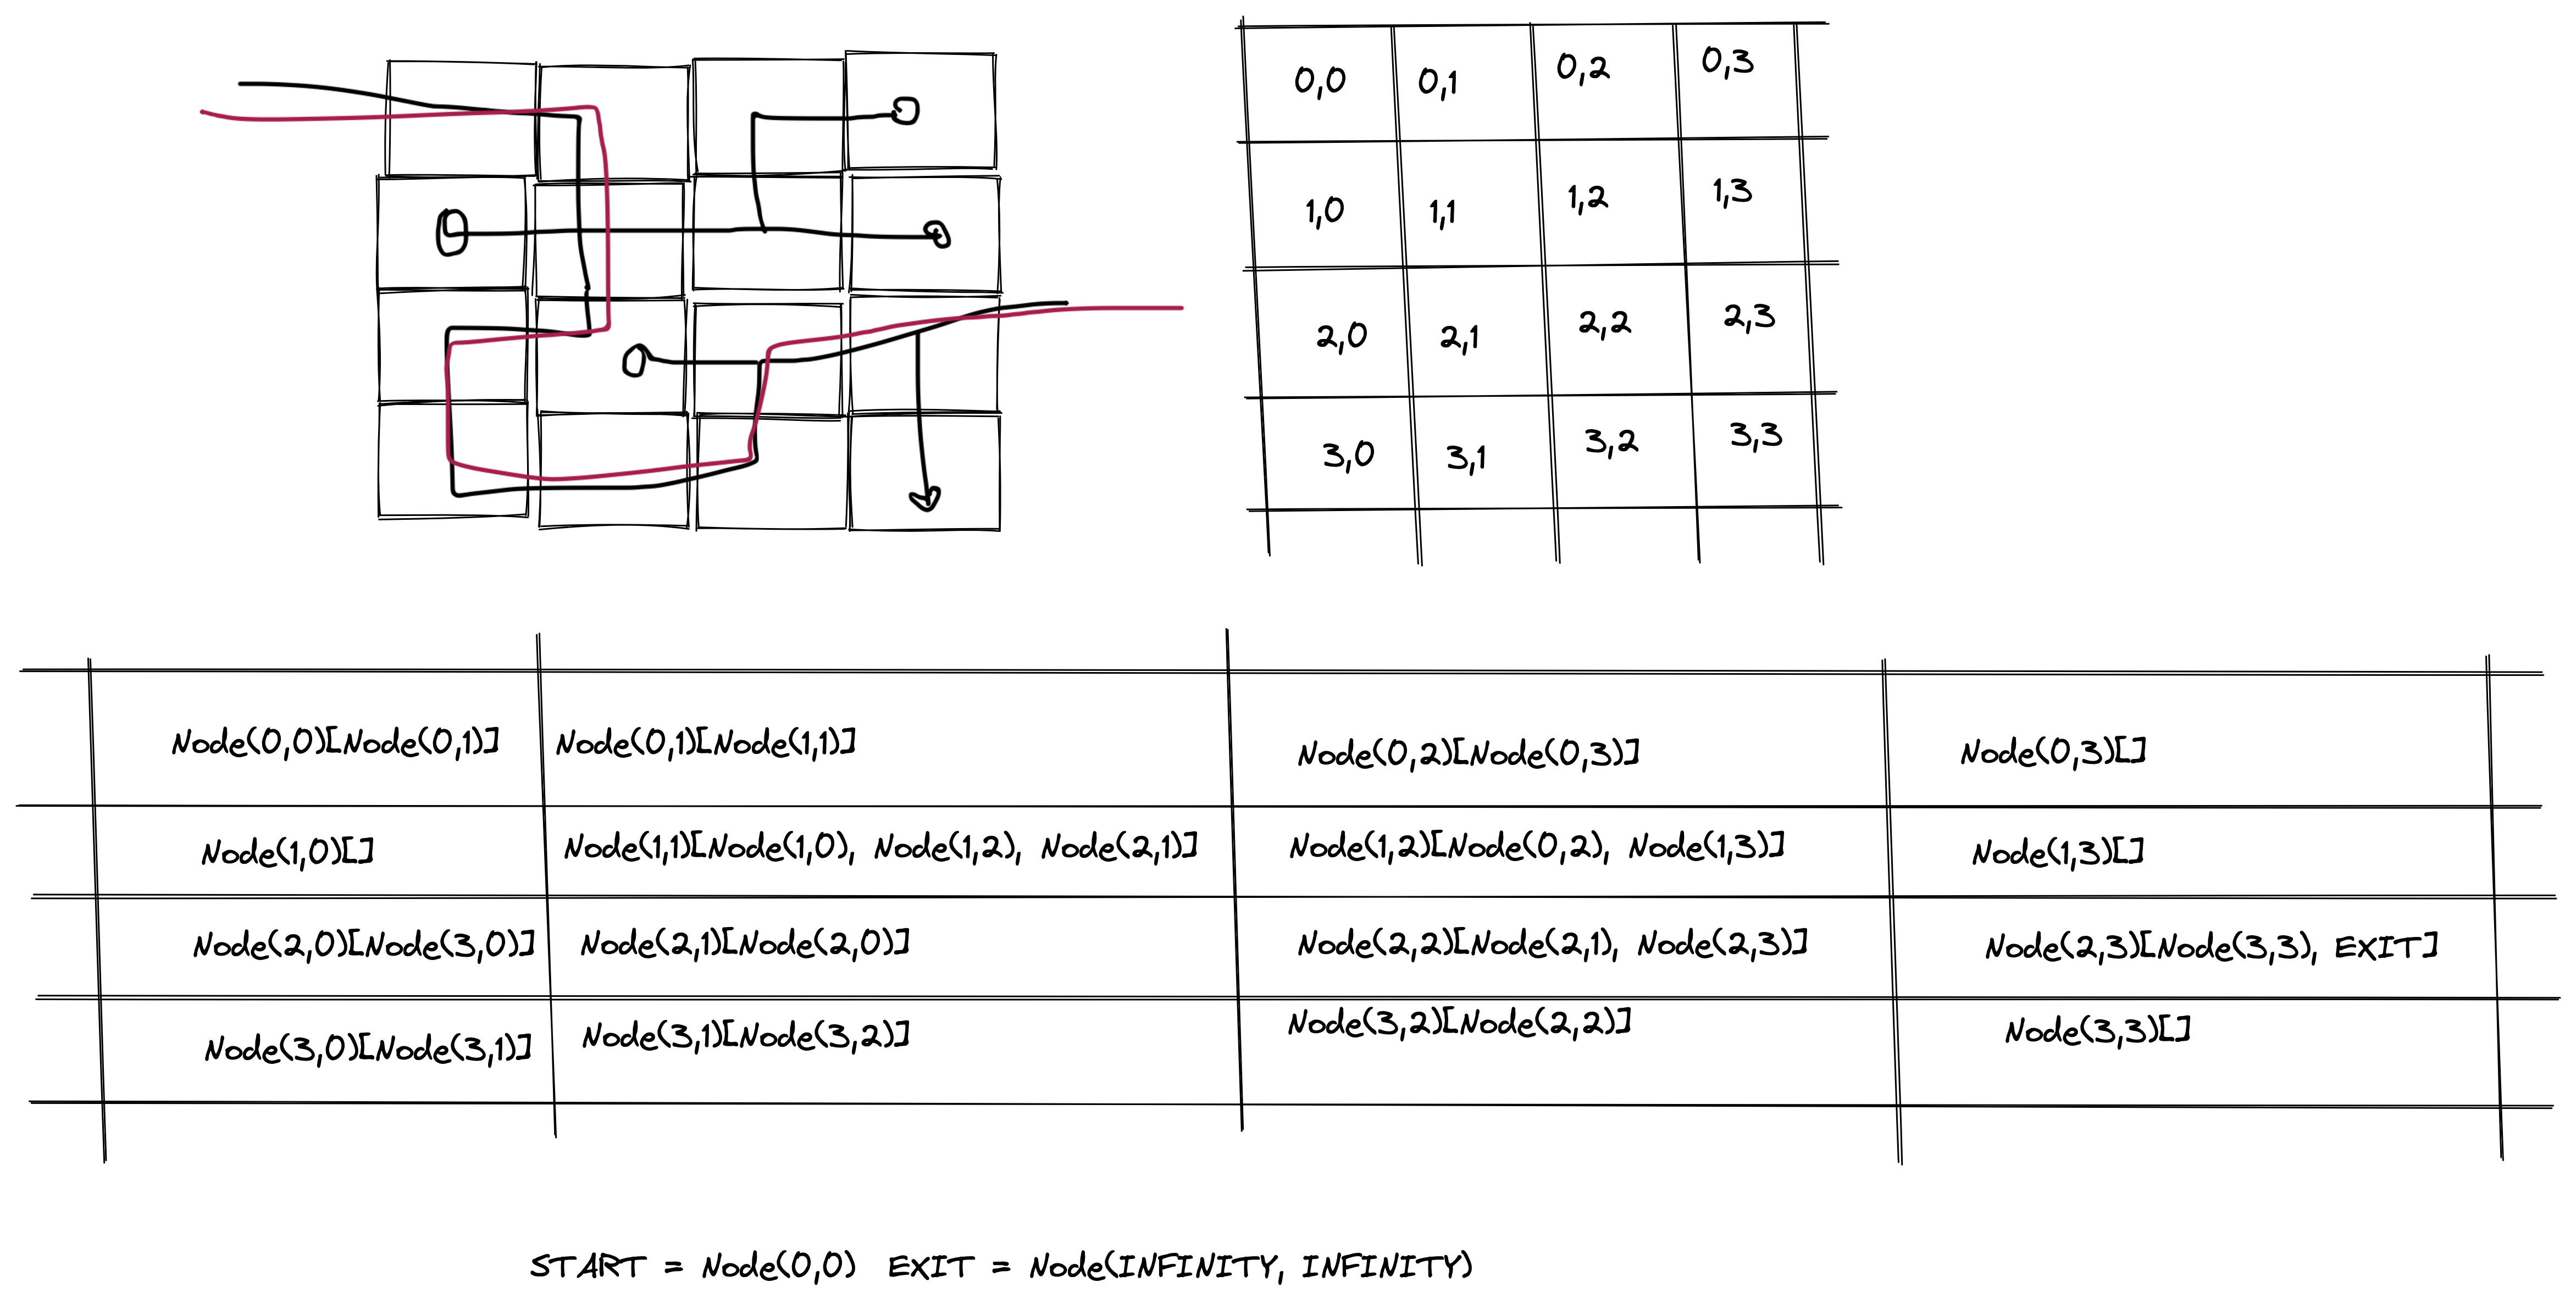 0,0 0,1 0,2 0,3
1,0 1,1 1,2 1,3
2,0 2,1 2,2 2,3
3,0 3,1 3,2 3,3
Node(0,0)[Node(0,1)] Node(0,1)[Node(1,1)] Node(0,2)[Node(0,3)] Node(0,3)[]
Node(1,0)[] Node(1,1)[Node(1,0), Node(1,2), Node(2,1)] Node(1,2)[Node(0,2), Node(1,3)] Node(1,3)[]
Node(2,0)[Node(3,0)] Node(2,1)[Node(2,0)] Node(2,2)[Node(2,1), Node(2,3)] Node(2,3)[Node(3,3), EXIT]
Node(3,0)[Node(3,1)] Node(3,1)[Node(3,2)] Node(3,2)[Node(2,2)] Node(3,3)[]
START = Node(0,0) EXIT = Node(INFINITY, INFINITY)